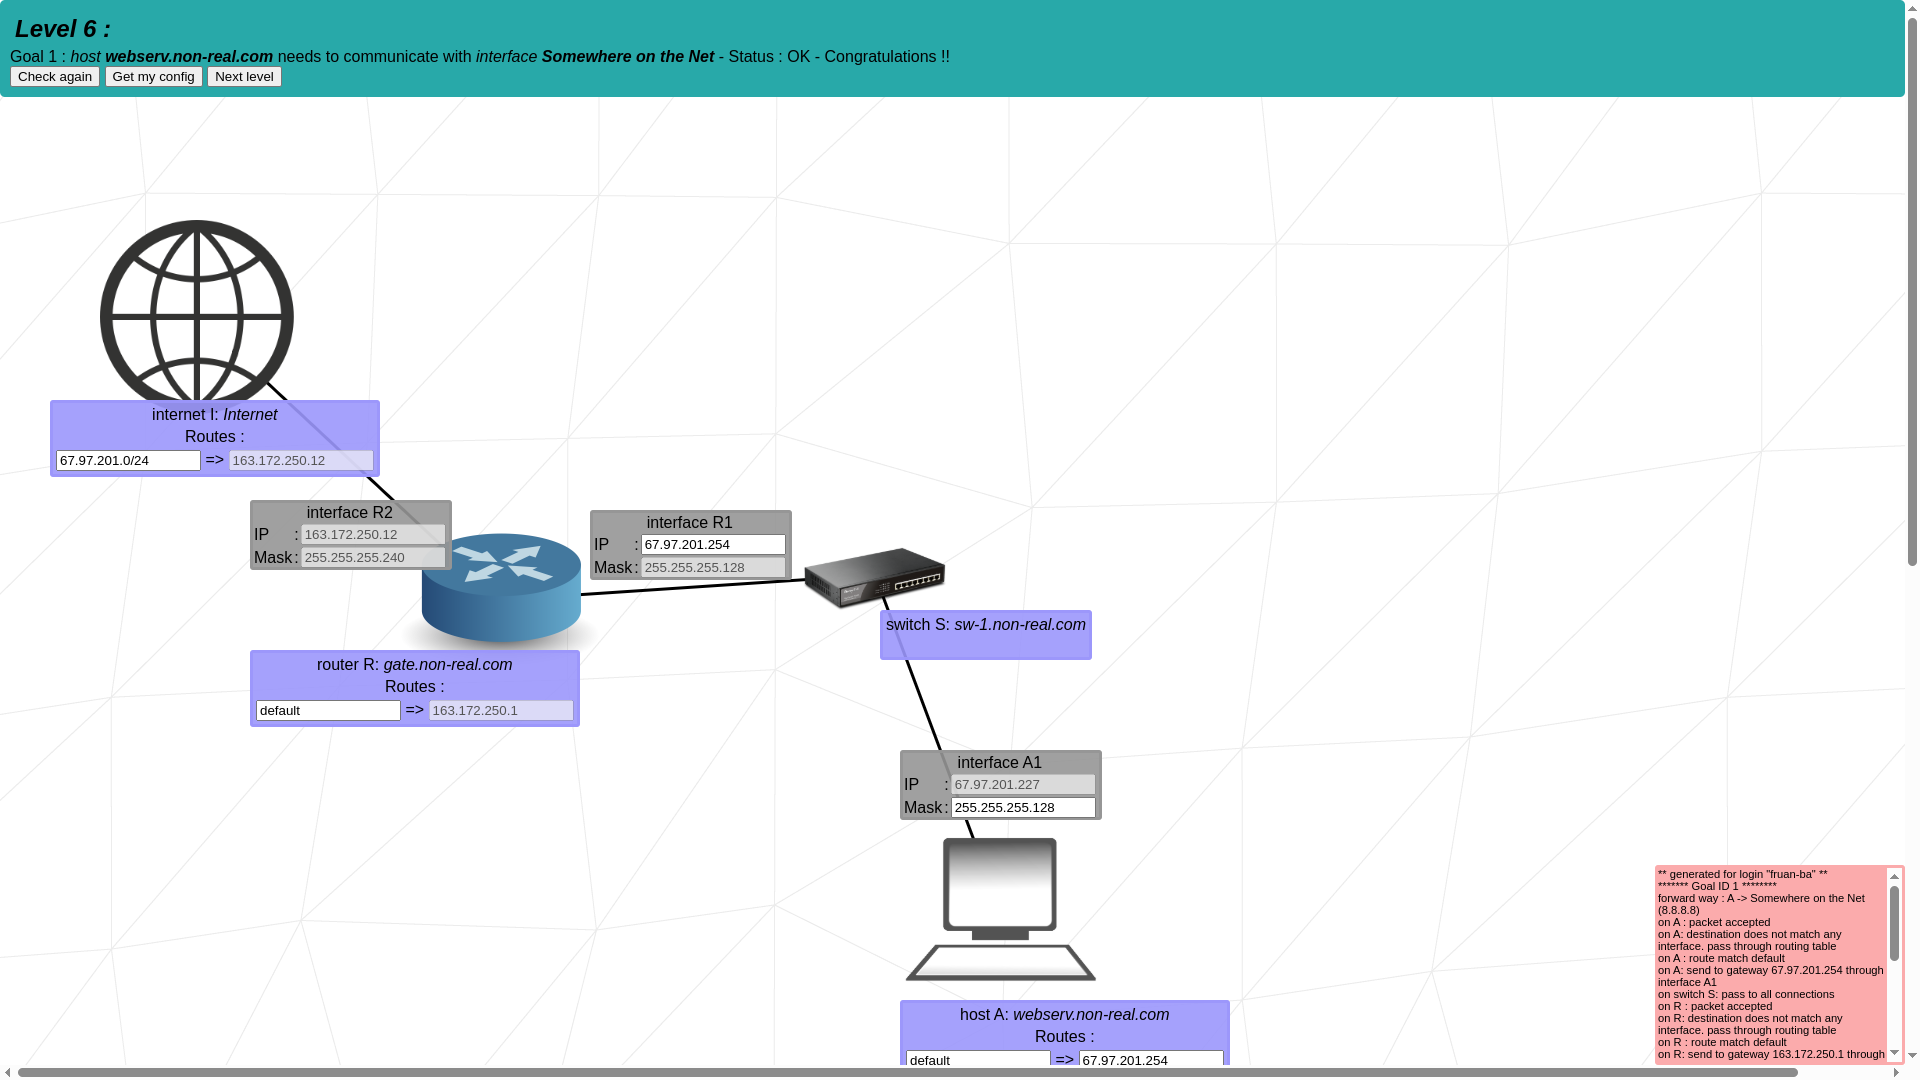 Level 6 :
Goal 1 : host webserv.non-real.com needs to communicate with interface Somewhere on the Net - Status : OK - Congratulations !!
Check again Get my config Next level
internet I: Internet
Routes :
67.97.201.0/24 => 163.172.250.12
interface R2
IP : 163.172.250.12
Mask : 255.255.255.240
interface R1
IP : 67.97.201.254
Mask : 255.255.255.128
switch S: sw-1.non-real.com
router R: gate.non-real.com
Routes :
default => 163.172.250.1
interface A1
IP : 67.97.201.227
Mask : 255.255.255.128
host A: webserv.non-real.com
Routes :
default => 67.97.201.254
** generated for login "fruan-ba" **
******* Goal ID 1 ********
forward way : A -> Somewhere on the Net
(8.8.8.8)
on A : packet accepted
on A: destination does not match any
interface. pass through routing table
on A : route match default
on A: send to gateway 67.97.201.254 through
interface A1
on switch S: pass to all connections
on R : packet accepted
on R: destination does not match any
interface. pass through routing table
on R : route match default
on R: send to gateway 163.172.250.1 through